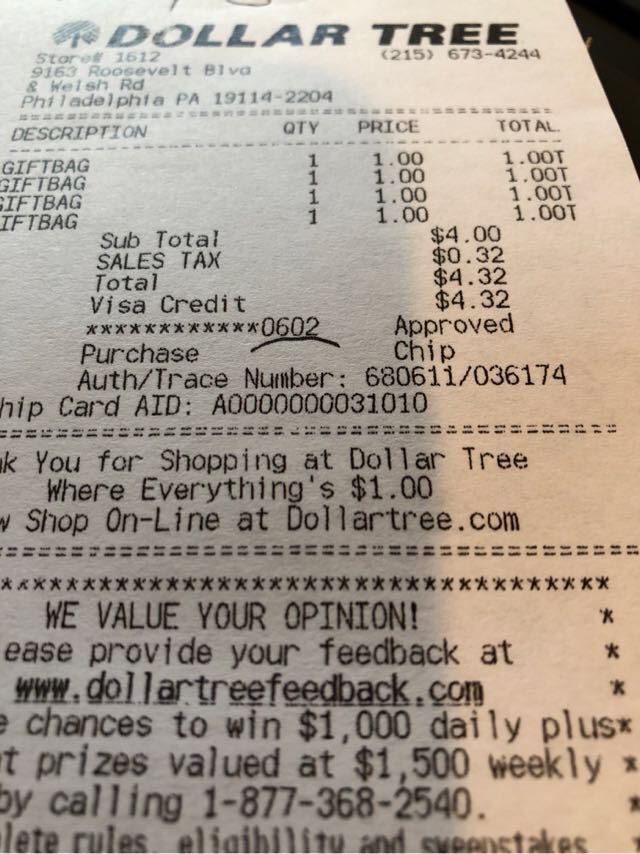 DOLLAR TREE
Store# 1612 (215) 673-4244
9163 Roosevelt Blvd
& Welsh Rd
Philadelphia PA 19114-2204
DESCRIPTION QTY PRICE TOTAL
GIFTBAG 1 1.00 1.00T
GIFTBAG 1 1.00 1.00T
GIFTBAG 1 1.00 1.00T
IFTBAG 1 1.00 1.00T
Sub Total $4.00
SALES TAX $0.32
Total $4.32
Visa Credit $4.32
************0602 Approved
Purchase Chip
Auth/Trace Number: 680611/036174
hip Card AID: A0000000031010
k You for Shopping at Dollar Tree
Where Everything's $1.00
w Shop On-Line at Dollartree.com
WE VALUE YOUR OPINION! *
ease provide your feedback at *
www.dollartreefeedback.com *
e chances to win $1,000 daily plus*
t prizes valued at $1,500 weekly *
by calling 1-877-368-2540. *
lete rules, eligibility and sweepstakes